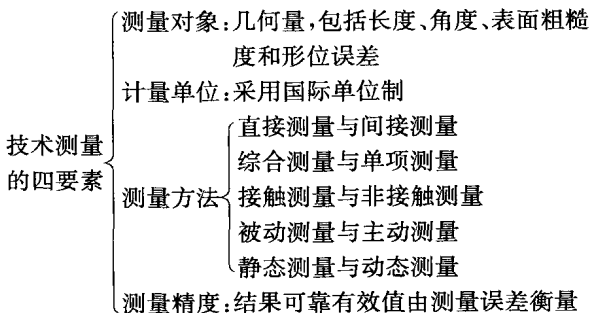 测量对象:几何量,包括长度、角度、表面粗糙
度和形位误差
计量单位:采用国际单位制
技术测量
的四要素
测量方法
直接测量与间接测量
综合测量与单项测量
接触测量与非接触测量
被动测量与主动测量
静态测量与动态测量
测量精度:结果可靠有效值由测量误差衡量